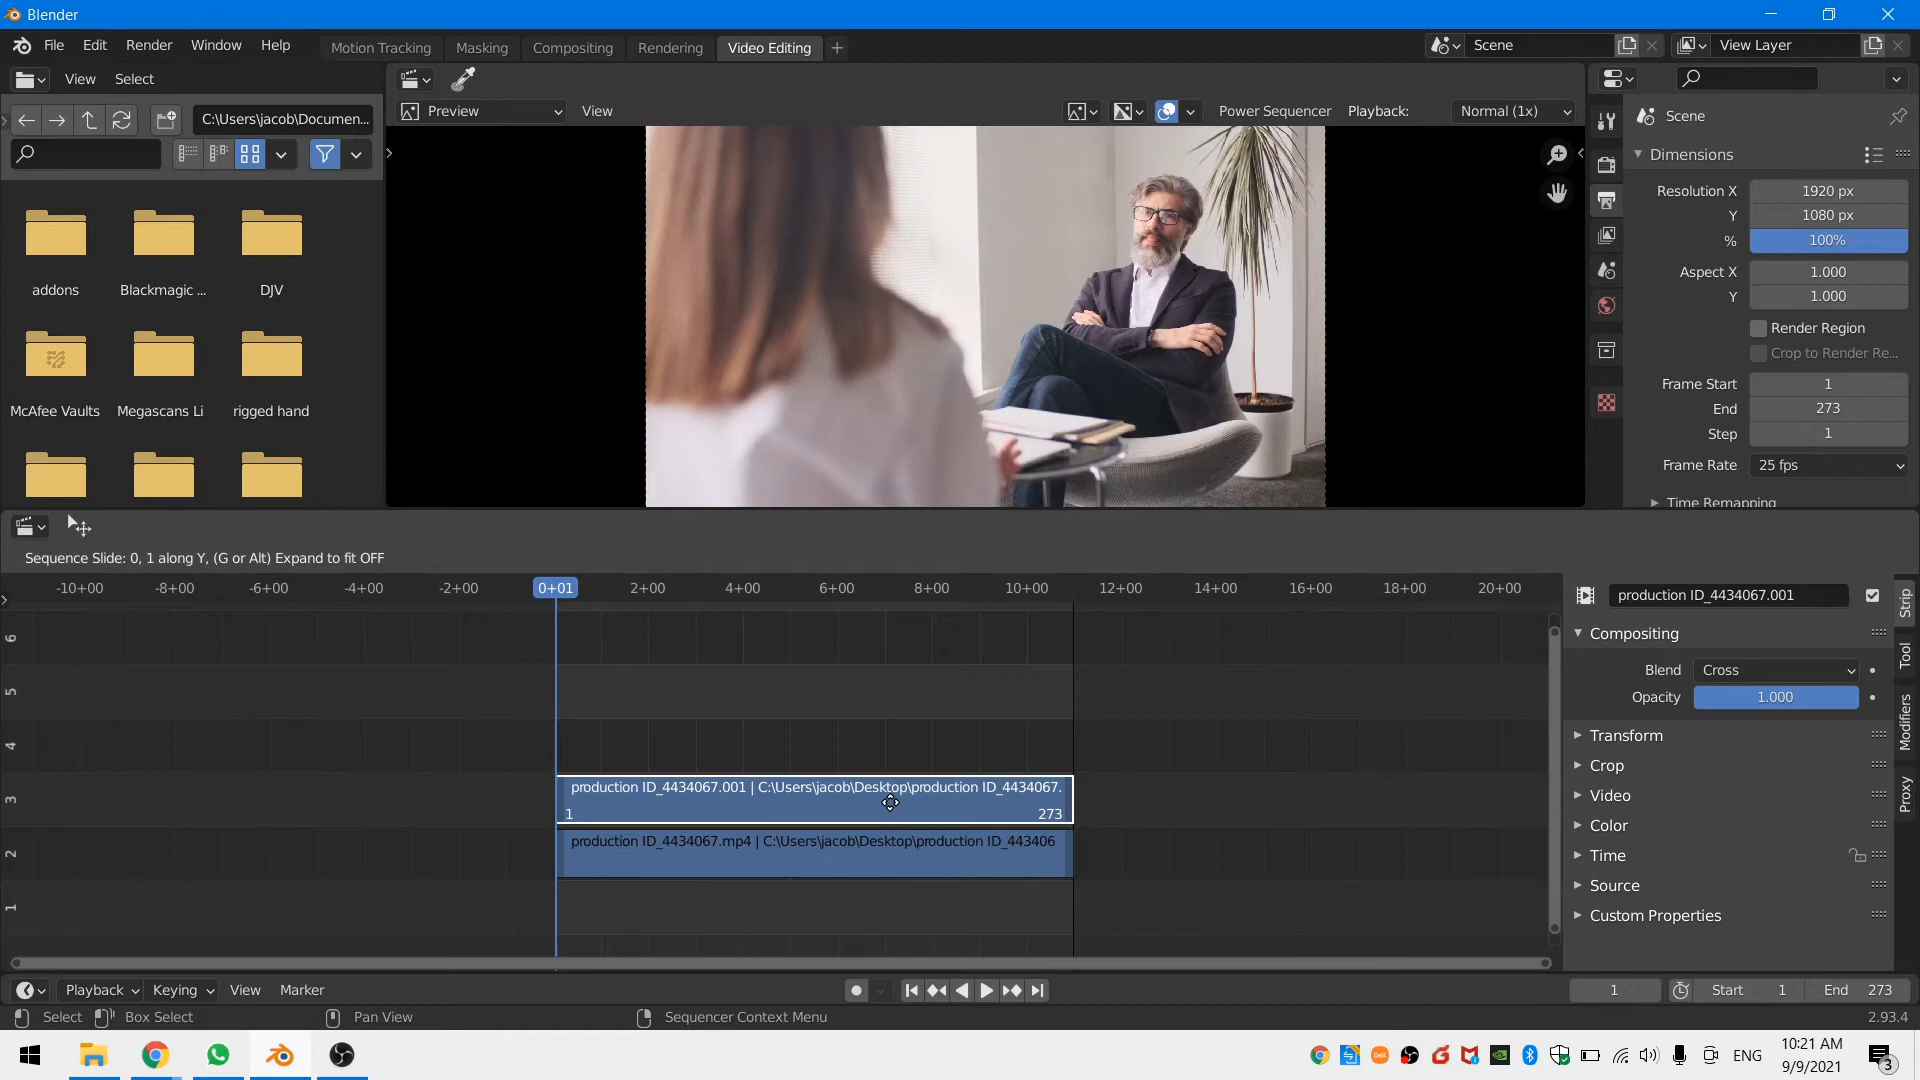 Blender
File Edit Render Window Help
Motion Tracking Masking Compositing Rendering Video Editing +
Scene
View Layer
View Select
C:\Users\jacob\Documen...
Preview
View
Power Sequencer Playback: Normal (1x)
addons
Blackmagic ...
DJV
McAfee Vaults
Megascans Li
rigged hand
Scene
Dimensions
Resolution X 1920 px
Y 1080 px
% 100%
Aspect X 1.000
Y 1.000
Render Region
Crop to Render Re...
Frame Start 1
End 273
Step 1
Frame Rate 25 fps
Time Remapping
Sequence Slide: 0, 1 along Y, (G or Alt) Expand to fit OFF
-10+00 -8+00 -6+00 -4+00 -2+00 0+01 2+00 4+00 6+00 8+00 10+00 12+00 14+00 16+00 18+00 20+00
6
5
4
3
2
1
production ID_4434067.001 | C:\Users\jacob\Desktop\production ID_4434067.
1 273
production ID_4434067.mp4 | C:\Users\jacob\Desktop\production ID_443406
production ID_4434067.001
Compositing
Blend Cross
Opacity 1.000
Transform
Crop
Video
Color
Time
Source
Custom Properties
Strip
Tool
Modifiers
Proxy
Playback Keying View Marker
1 Start 1 End 273
Select Box Select Pan View Sequencer Context Menu 2.93.4
ENG
10:21 AM
9/9/2021
3